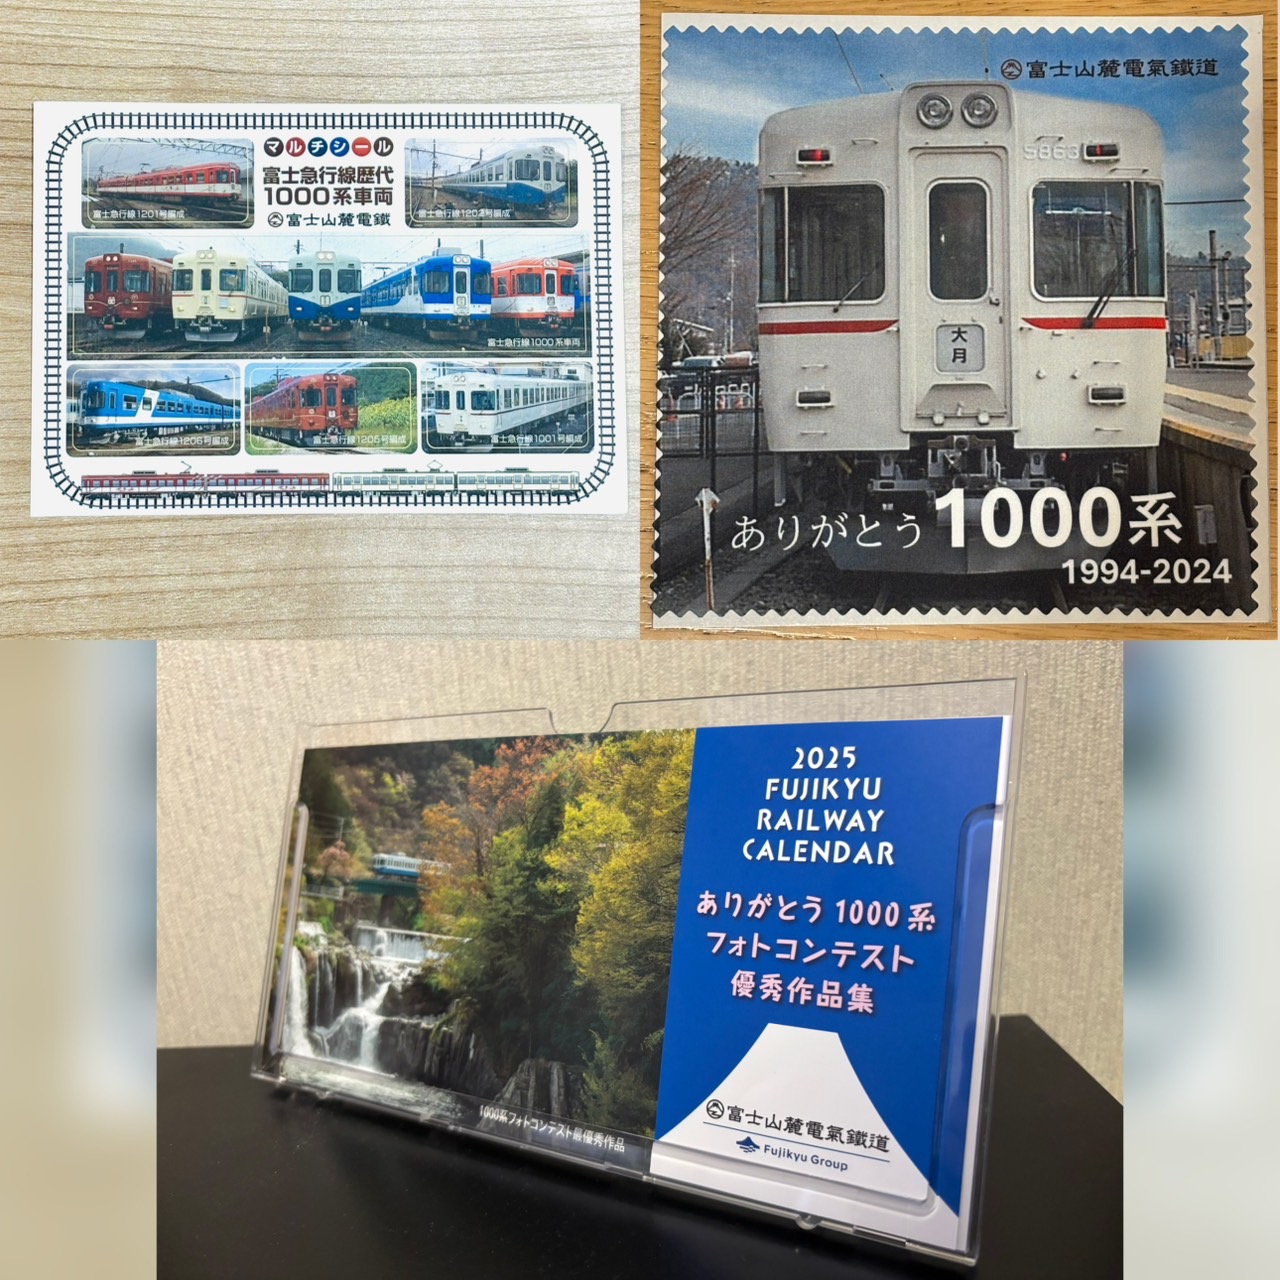 マルチシール
富士急行線歴代
1000系車両
富士山麓電鐵
富士急行線1201号編成
富士急行線1202号編成
富士急行線1000系車両
富士急行線1206号編成
富士急行線1205号編成
富士急行線1001号編成
富士山麓電氣鐵道
5863
大月
ありがとう1000系
1994-2024
2025
FUJIKYU
RAILWAY
CALENDAR
ありがとう1000系
フォトコンテスト
優秀作品集
1000系フォトコンテスト最優秀作品
富士山麓電氣鐵道
Fujikyu Group